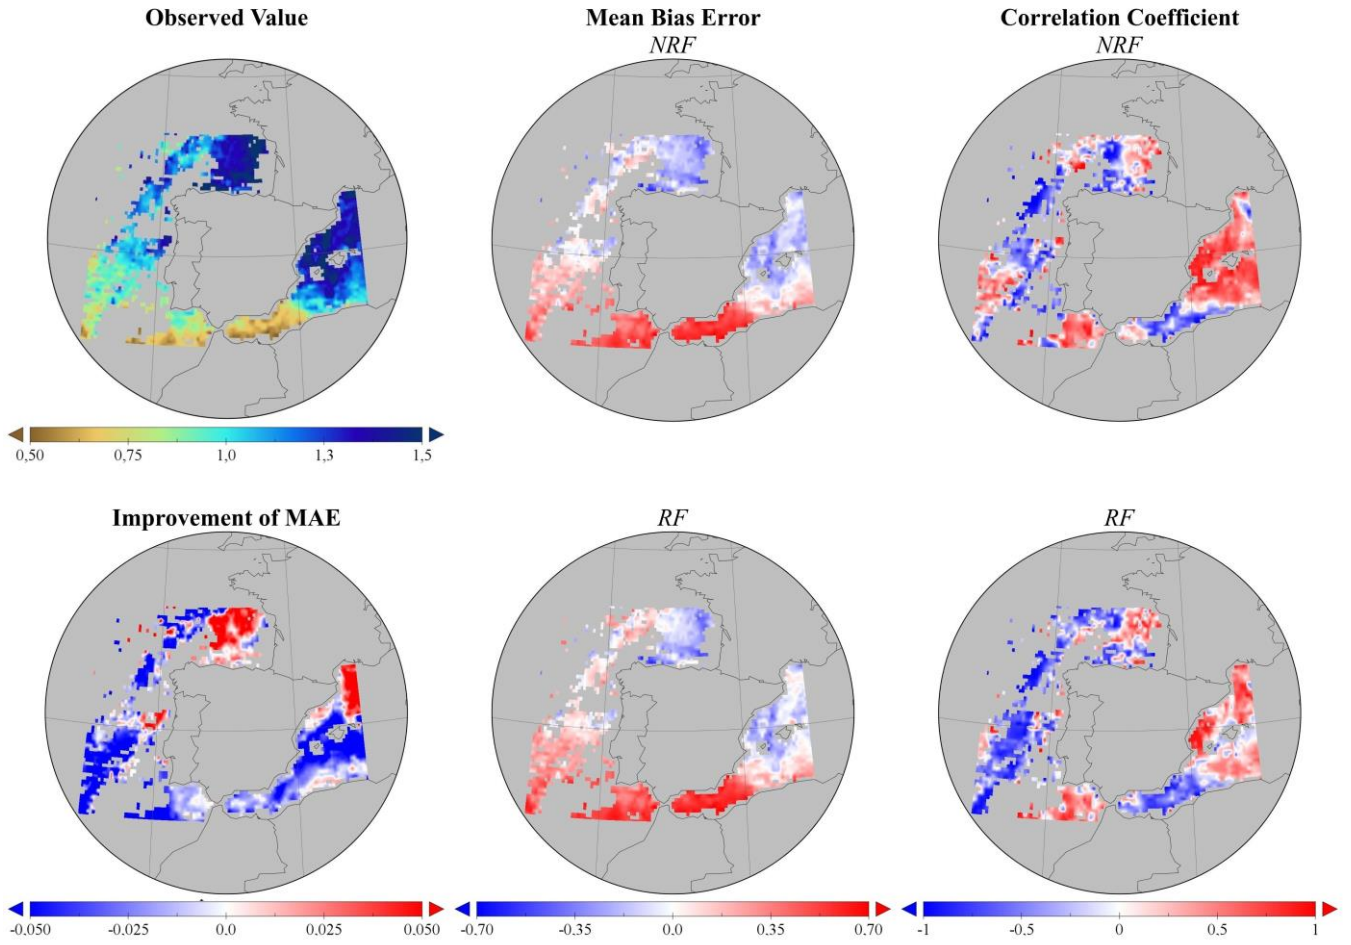 Observed Value
Mean Bias Error
NRF
Correlation Coefficient
NRF
0,50 0,75 1,0 1,3 1,5
Improvement of MAE
RF
RF
-0.050 -0.025 0.0 0.025 0.050
-0.70 -0.35 0.0 0.35 0.70
-1 -0.5 0 0.5 1